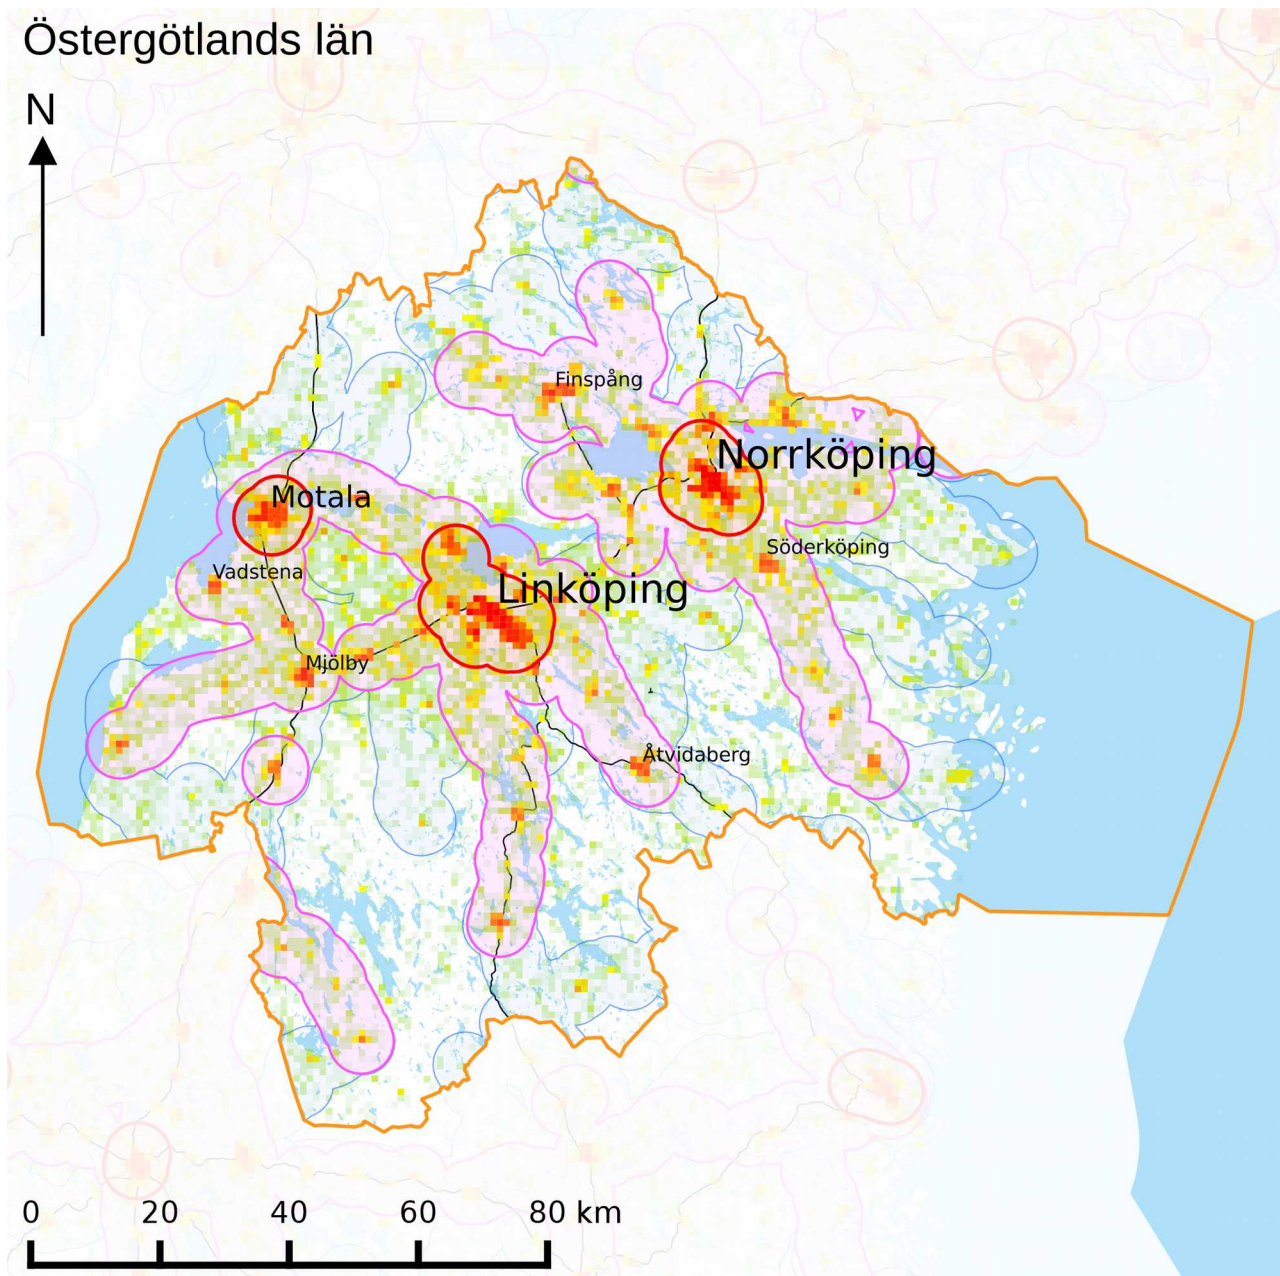 Östergötlands län
N
Finspång
Norrköping
Motala
Söderköping
Vadstena
Linköping
Mjölby
Åtvidaberg
0 20 40 60 80 km